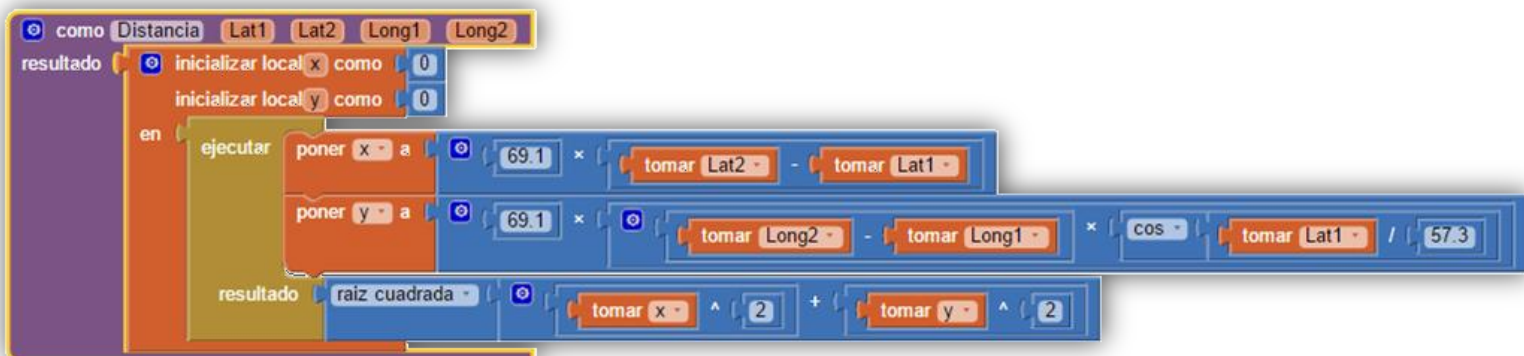 como Distancia Lat1 Lat2 Long1 Long2
resultado inicializar local x como 0
inicializar local y como 0
en ejecutar poner x a 69.1 × tomar Lat2 - tomar Lat1
poner y a 69.1 × tomar Long2 - tomar Long1 × cos tomar Lat1 / 57.3
resultado raiz cuadrada tomar x ^ 2 + tomar y ^ 2